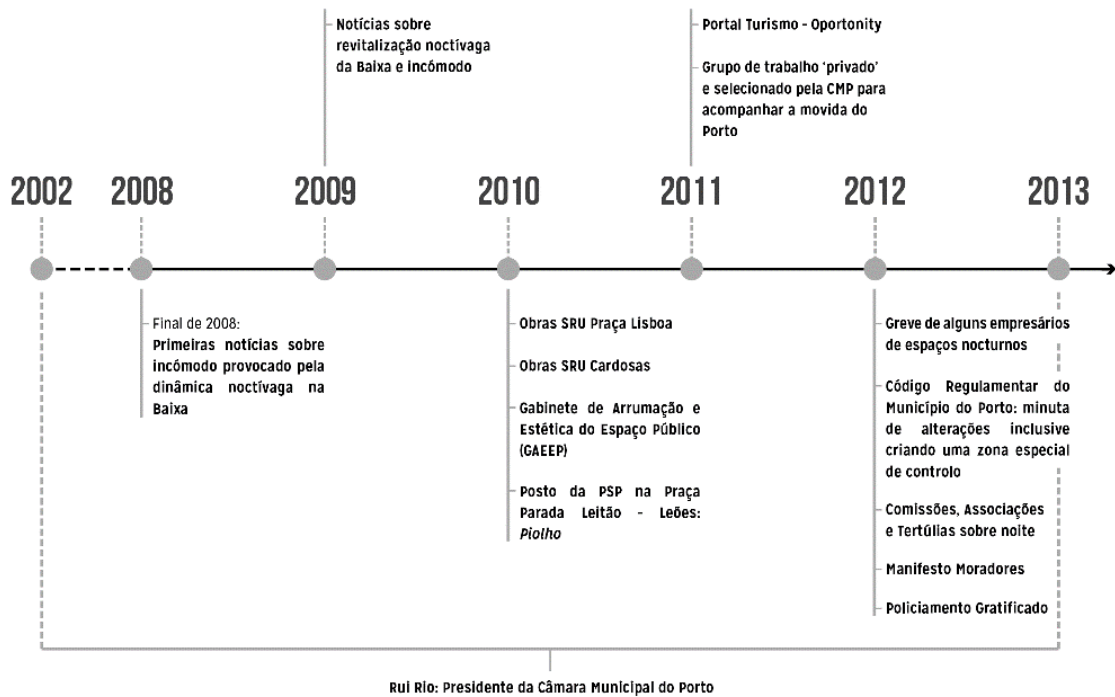 Notícias sobre
revitalização noctívaga
da Baixa e incómodo
Portal Turismo - Oportonity
Grupo de trabalho ‘privado’
e selecionado pela CMP para
acompanhar a movida do
Porto
2002
2008
2009
2010
2011
2012
2013
Final de 2008:
Primeiras notícias sobre
incómodo provocado pela
dinâmica noctívaga na
Baixa
Obras SRU Praça Lisboa
Obras SRU Cardosas
Gabinete de Arrumação e
Estética do Espaço Público
(GAEEP)
Posto da PSP na Praça
Parada Leitão - Leões:
Piolho
Greve de alguns empresários
de espaços nocturnos
Código Regulamentar do
Município do Porto: minuta
de alterações inclusive
criando uma zona especial
de controlo
Comissões, Associações
e Tertúlias sobre noite
Manifesto Moradores
Policiamento Gratificado
Rui Rio: Presidente da Câmara Municipal do Porto